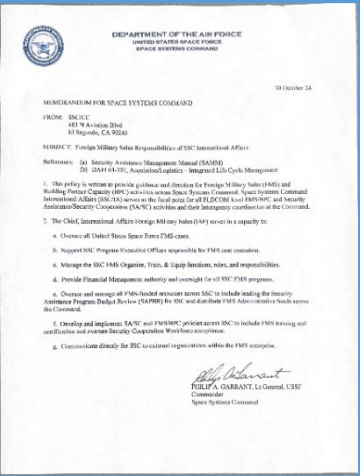 DEPARTMENT OF THE AIR FORCE
UNITED STATES SPACE FORCE
SPACE SYSTEMS COMMAND
30 October 24
MEMORANDUM FOR SPACE SYSTEMS COMMAND
FROM: SSC/CC
483 N Aviation Blvd
El Segundo, CA 90245
SUBJECT: Foreign Military Sales Responsibilities of SSC International Affairs
References: (a) Security Assistance Management Manual (SAMM)
(b) DAFI 61-101, Acquisition/Logistics – Integrated Life Cycle Management
1. This policy is written to provide guidance and direction for Foreign Military Sales (FMS) and
Building Partner Capacity (BPC) activities across Space Systems Command. Space Systems Command
International Affairs (SSC/IA) serves as the focal point for all FLDCOM level FMS/BPC and Security
Assistance/Security Cooperation (SA/SC) activities and their Interagency coordination at the Command.
2. The Chief, International Affairs Foreign Military Sales (IAF) serves in a capacity to:
a. Oversee all United States Space Force FMS cases.
b. Support SSC Program Executive Offices responsible for FMS case execution.
c. Manage the SSC FMS Organize, Train, & Equip functions, roles, and responsibilities.
d. Provide Financial Management authority and oversight for all SSC FMS programs.
e. Oversee and manage all FMS-funded resources across SSC to include leading the Security
Assistance Program Budget Review (SAPBR) for SSC and distribute FMS Administrative funds across
the Command.
f. Develop and implement SA/SC and FMS/BPC policies across SSC to include FMS training and
certification and oversee Security Cooperation Workforce compliance.
g. Communicate directly for SSC to external organizations within the FMS enterprise.
PHILIP A. GARRANT, Lt General, USSF
Commander
Space Systems Command